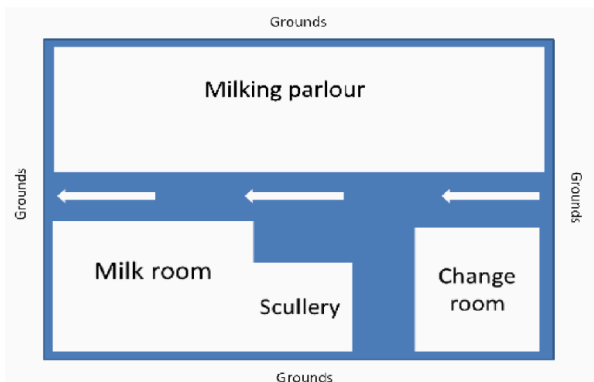 Grounds
Milking parlour
Grounds
Grounds
Milk room
Scullery
Change
room
Grounds